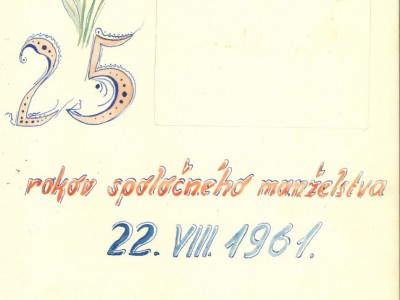 25
rokov spoločného manželstva
22. VIII. 1961.